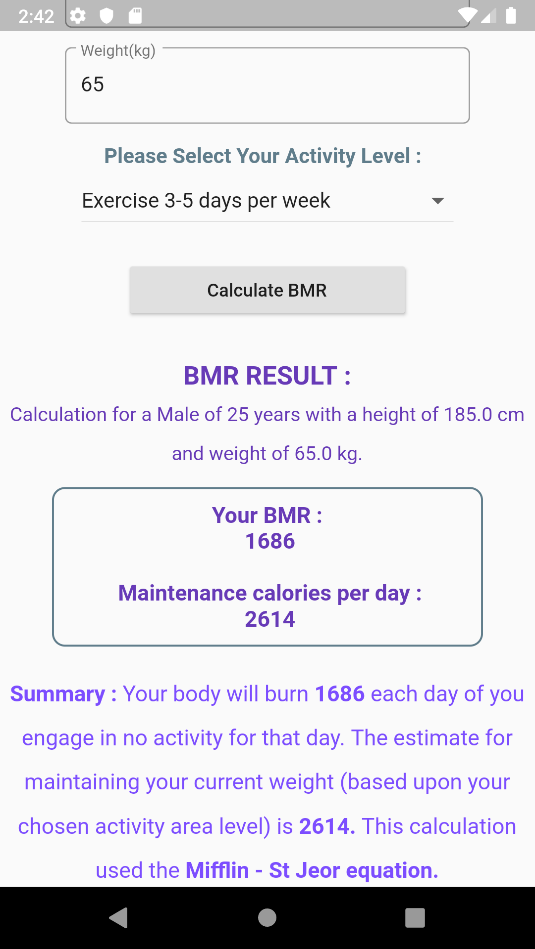 2:42
Weight(kg)
65
Please Select Your Activity Level :
Exercise 3-5 days per week
Calculate BMR
BMR RESULT :
Calculation for a Male of 25 years with a height of 185.0 cm
and weight of 65.0 kg.
Your BMR :
1686
Maintenance calories per day :
2614
Summary : Your body will burn 1686 each day of you
engage in no activity for that day. The estimate for
maintaining your current weight (based upon your
chosen activity area level) is 2614. This calculation
used the Mifflin - St Jeor equation.